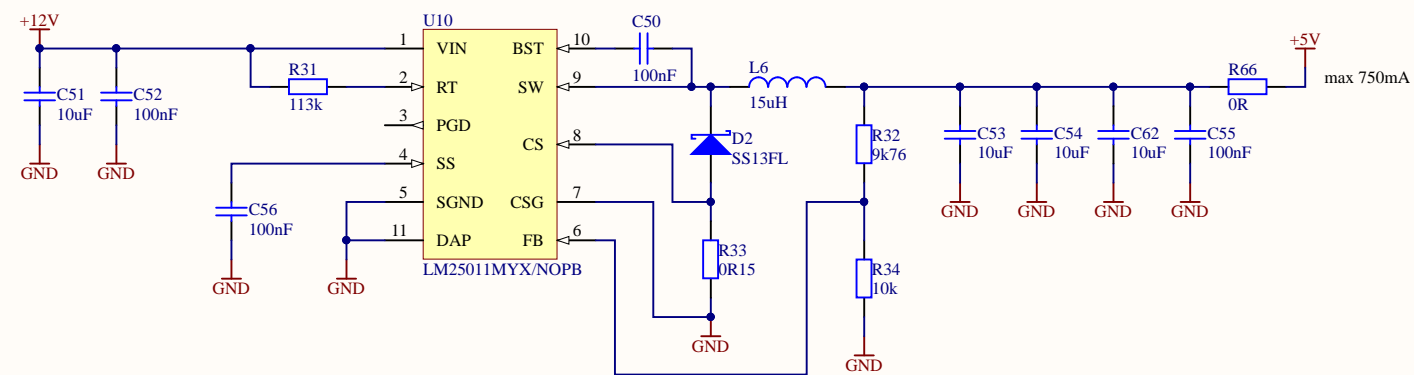 +12V
C51
10uF
GND
C52
100nF
GND
R31
113k
C56
100nF
GND
GND
U10
1 VIN
2 RT
3 PGD
4 SS
5 SGND
11 DAP
BST 10
SW 9
CS 8
CSG 7
FB 6
LM25011MYX/NOPB
C50
100nF
L6
15uH
D2
SS13FL
R33
0R15
GND
R32
9k76
R34
10k
GND
C53
10uF
GND
C54
10uF
GND
C62
10uF
GND
C55
100nF
GND
R66
0R
+5V
max 750mA